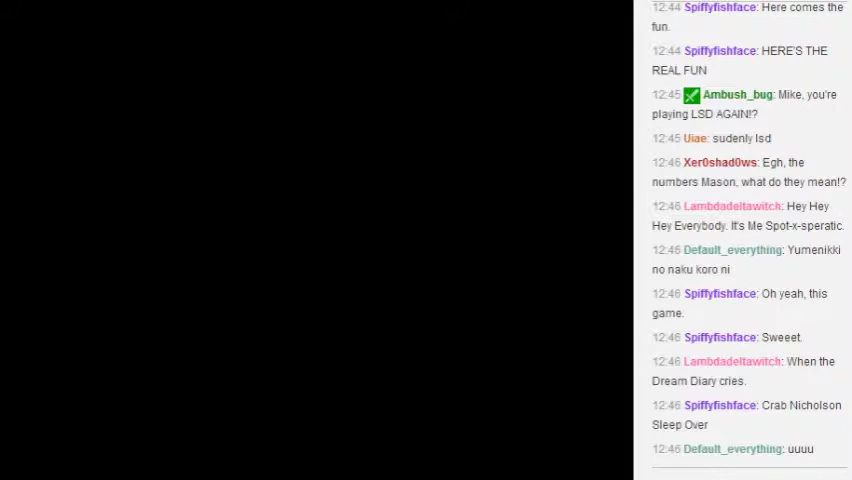 12:44 Spiffyfishface: Here comes the
fun.
12:44 Spiffyfishface: HERE'S THE
REAL FUN
12:45 Ambush_bug: Mike, you're
playing LSD AGAIN!?
12:45 Uiae: sudenly lsd
12:46 Xer0shad0ws: Egh, the
numbers Mason, what do they mean!?
12:46 Lambdadeltawitch: Hey Hey
Hey Everybody. It's Me Spot-x-speratic.
12:46 Default_everything: Yumenikki
no naku koro ni
12:46 Spiffyfishface: Oh yeah, this
game.
12:46 Spiffyfishface: Sweeet.
12:46 Lambdadeltawitch: When the
Dream Diary cries.
12:46 Spiffyfishface: Crab Nicholson
Sleep Over
12:46 Default_everything: uuuu